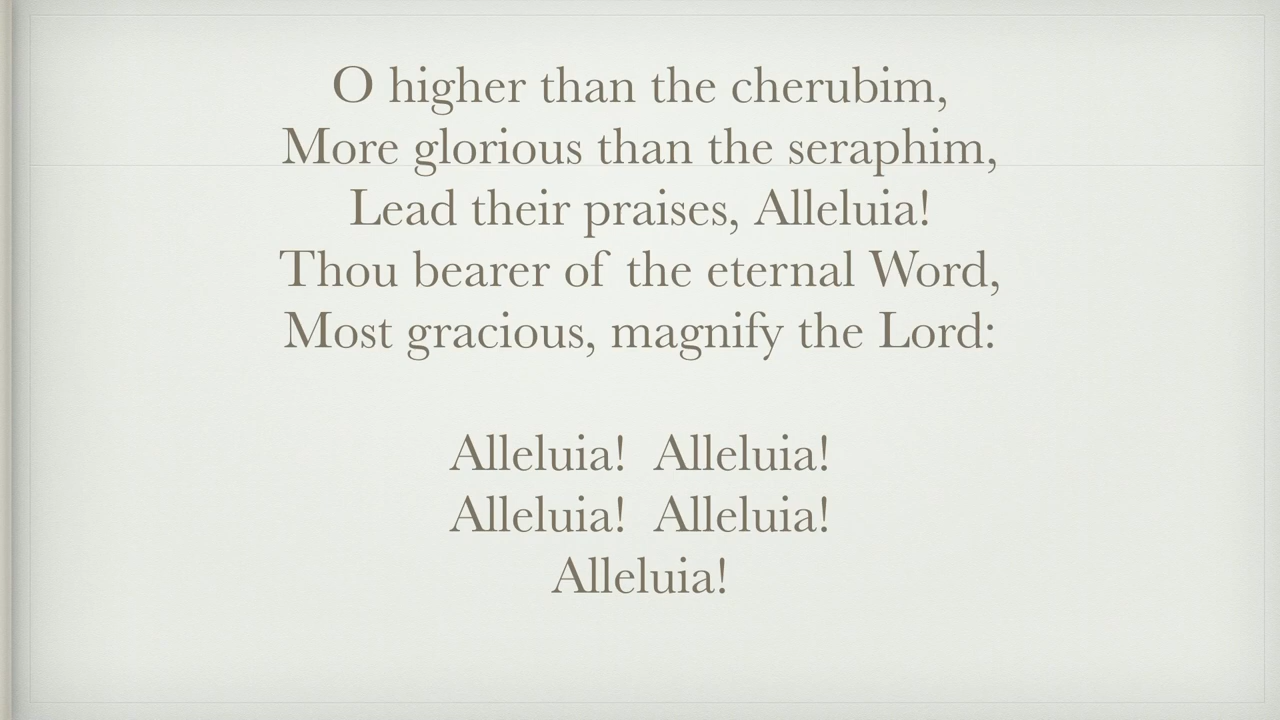 O higher than the cherubim,
More glorious than the seraphim,
Lead their praises, Alleluia!
Thou bearer of the eternal Word,
Most gracious, magnify the Lord:
Alleluia! Alleluia!
Alleluia! Alleluia!
Alleluia!